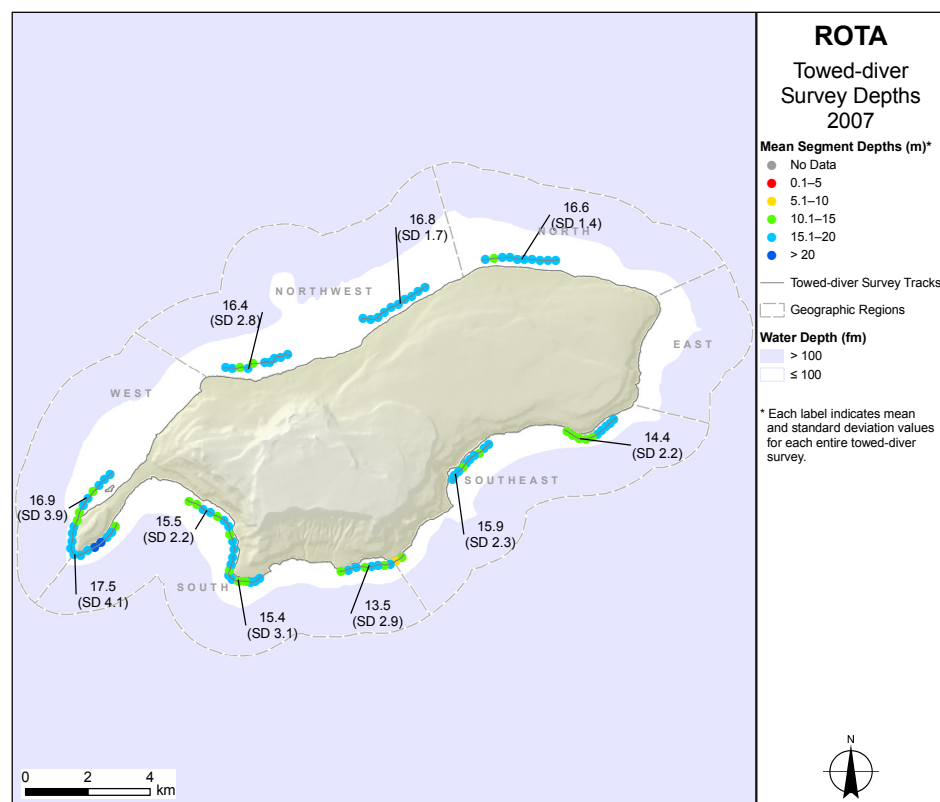 ROTA
Towed-diver
Survey Depths
2007
Mean Segment Depths (m)*
No Data
0.1–5
5.1–10
10.1–15
15.1–20
> 20
Towed-diver Survey Tracks
Geographic Regions
Water Depth (fm)
> 100
≤ 100
* Each label indicates mean
and standard deviation values
for each entire towed-diver
survey.
N
16.6
(SD 1.4)
NORTH
16.8
(SD 1.7)
NORTHWEST
16.4
(SD 2.8)
EAST
WEST
14.4
(SD 2.2)
SOUTHEAST
16.9
(SD 3.9)
15.5
(SD 2.2)
15.9
(SD 2.3)
SOUTH
17.5
(SD 4.1)
15.4
(SD 3.1)
13.5
(SD 2.9)
0 2 4
km